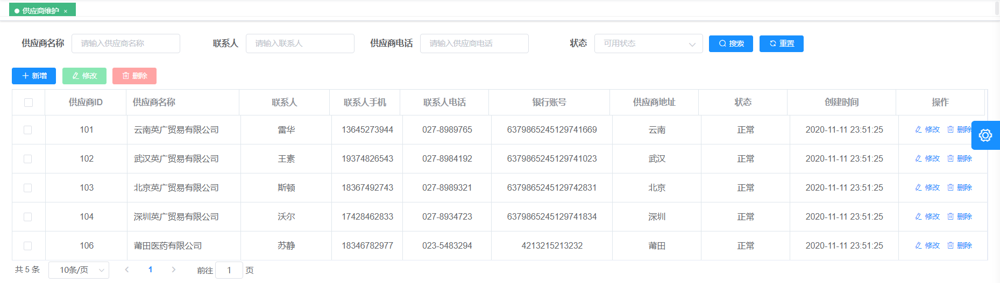 供应商维护 ×
供应商名称 请输入供应商名称 联系人 请输入联系人 供应商电话 请输入供应商电话 状态 可用状态 搜索 重置
新增 修改 删除
供应商ID 供应商名称 联系人 联系人手机 联系人电话 银行账号 供应商地址 状态 创建时间 操作
101 云南英广贸易有限公司 雷华 13645273944 027-8989765 6379865245129741669 云南 正常 2020-11-11 23:51:25 修改 删除
102 武汉英广贸易有限公司 王素 19374826543 027-8984192 6379865245129741023 武汉 正常 2020-11-11 23:51:25 修改 删除
103 北京英广贸易有限公司 斯顿 18367492743 027-8989321 6379865245129742831 北京 正常 2020-11-11 23:51:25 修改 删除
104 深圳英广贸易有限公司 沃尔 17428462833 027-8934723 6379865245129741834 深圳 正常 2020-11-11 23:51:25 修改 删除
106 莆田医药有限公司 苏静 18346782977 023-5483294 4213215213232 莆田 正常 2020-11-11 23:51:25 修改 删除
共 5 条 10条/页 1 前往 1 页